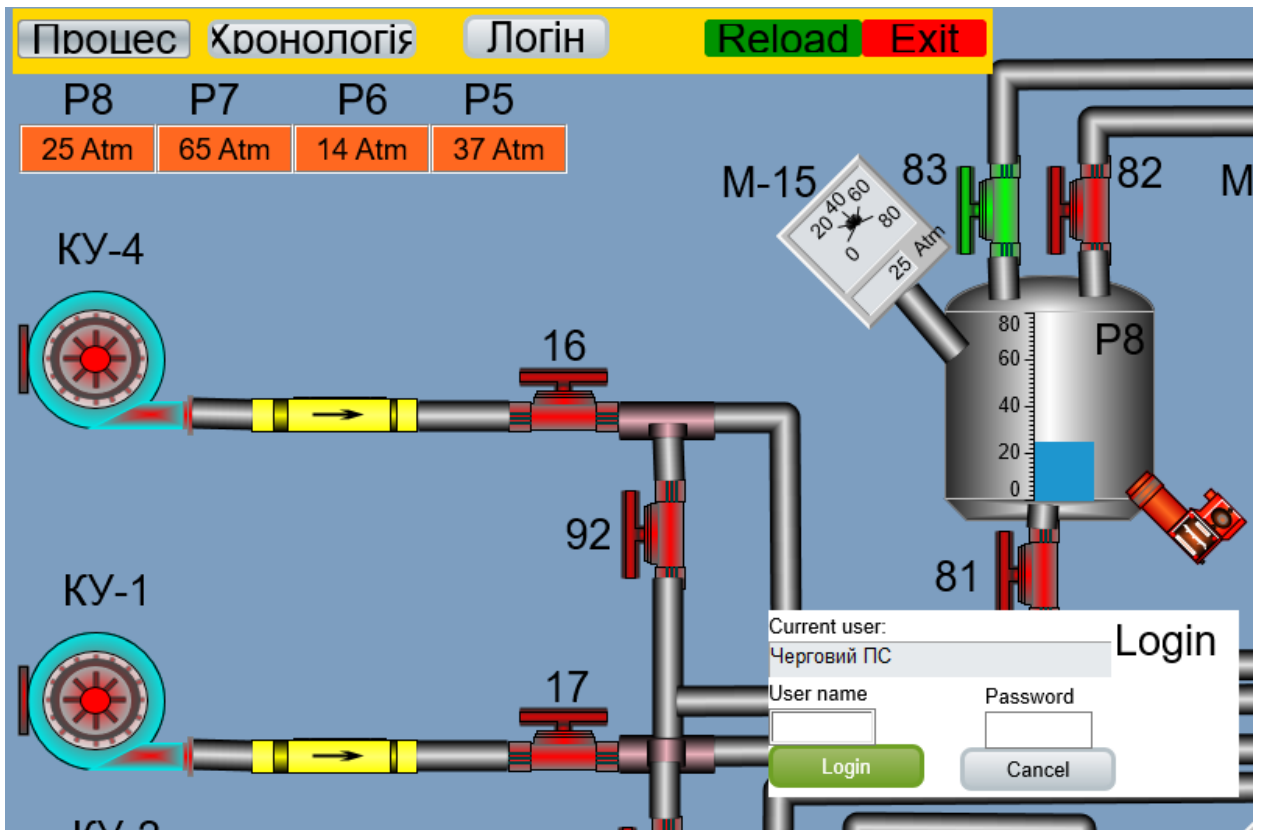 Процес Хронологія Логін Reload Exit
P8 P7 P6 P5
25 Atm 65 Atm 14 Atm 37 Atm
М-15
20 40 60 80 0
25 Atm
83 82 М
КУ-4
80
60
40
20
0
P8
16
92
81
КУ-1
17
Current user:
Черговий ПС
Login
User name Password
Login Cancel